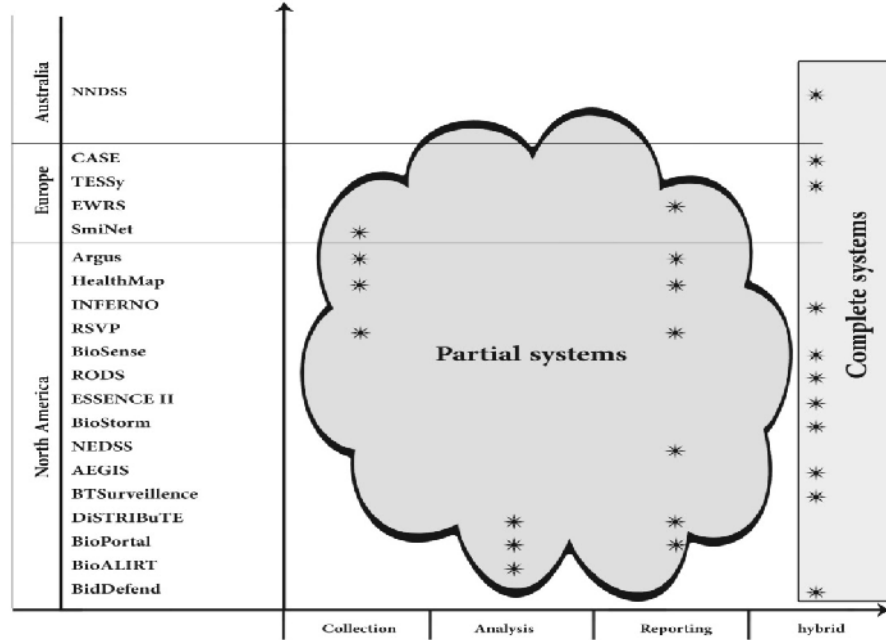 Australia
NNDSS
Europe
CASE
TESSy
EWRS
SmiNet
North America
Argus
HealthMap
INFERNO
RSVP
BioSense
RODS
ESSENCE II
BioStorm
NEDSS
AEGIS
BTSurveillence
DiSTRIBuTE
BioPortal
BioALIRT
BidDefend
Partial systems
Complete systems
Collection
Analysis
Reporting
hybrid